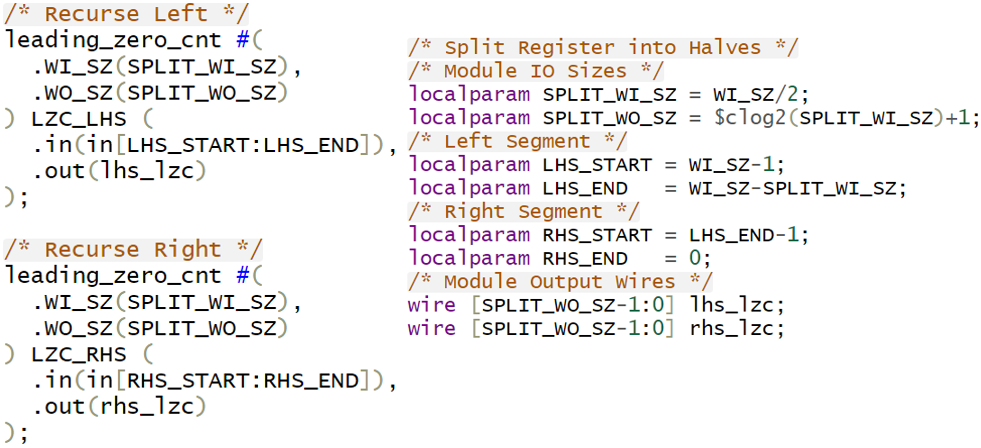 /* Recurse Left */
leading_zero_cnt #(
  .WI_SZ(SPLIT_WI_SZ),
  .WO_SZ(SPLIT_WO_SZ)
) LZC_LHS (
  .in(in[LHS_START:LHS_END]),
  .out(lhs_lzc)
);
/* Recurse Right */
leading_zero_cnt #(
  .WI_SZ(SPLIT_WI_SZ),
  .WO_SZ(SPLIT_WO_SZ)
) LZC_RHS (
  .in(in[RHS_START:RHS_END]),
  .out(rhs_lzc)
);
/* Split Register into Halves */
/* Module IO Sizes */
localparam SPLIT_WI_SZ = WI_SZ/2;
localparam SPLIT_WO_SZ = $clog2(SPLIT_WI_SZ)+1;
/* Left Segment */
localparam LHS_START = WI_SZ-1;
localparam LHS_END   = WI_SZ-SPLIT_WI_SZ;
/* Right Segment */
localparam RHS_START = LHS_END-1;
localparam RHS_END   = 0;
/* Module Output Wires */
wire [SPLIT_WO_SZ-1:0] lhs_lzc;
wire [SPLIT_WO_SZ-1:0] rhs_lzc;